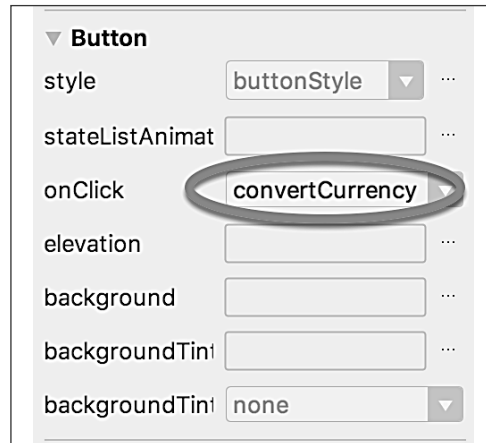 Button
style buttonStyle ...
stateListAnimat ...
onClick convertCurrency
elevation ...
background ...
backgroundTint ...
backgroundTint none